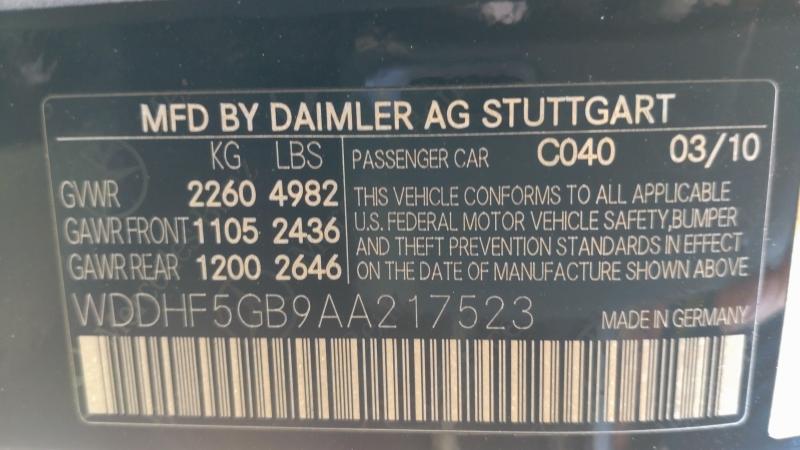 MFD BY DAIMLER AG STUTTGART
KG LBS
GVWR 2260 4982
GAWR FRONT 1105 2436
GAWR REAR 1200 2646
PASSENGER CAR C040 03/10
THIS VEHICLE CONFORMS TO ALL APPLICABLE
U.S. FEDERAL MOTOR VEHICLE SAFETY,BUMPER
AND THEFT PREVENTION STANDARDS IN EFFECT
ON THE DATE OF MANUFACTURE SHOWN ABOVE
WDDHF5GB9AA217523 MADE IN GERMANY